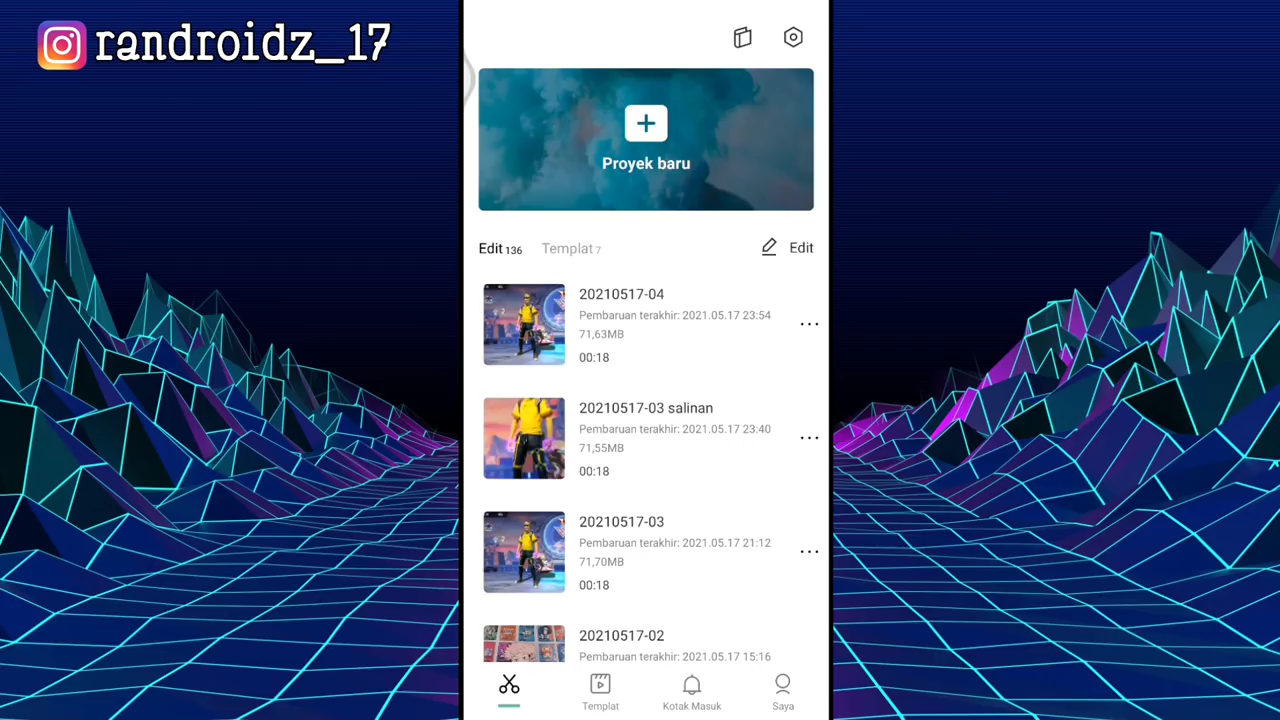 randroidz_17
Proyek baru
Edit 136
Templat 7
Edit
20210517-04
Pembaruan terakhir: 2021.05.17 23:54
71,63MB
00:18
20210517-03 salinan
Pembaruan terakhir: 2021.05.17 23:40
71,55MB
00:18
20210517-03
Pembaruan terakhir: 2021.05.17 21:12
71,70MB
00:18
20210517-02
Pembaruan terakhir: 2021.05.17 15:16
Templat
Kotak Masuk
Saya